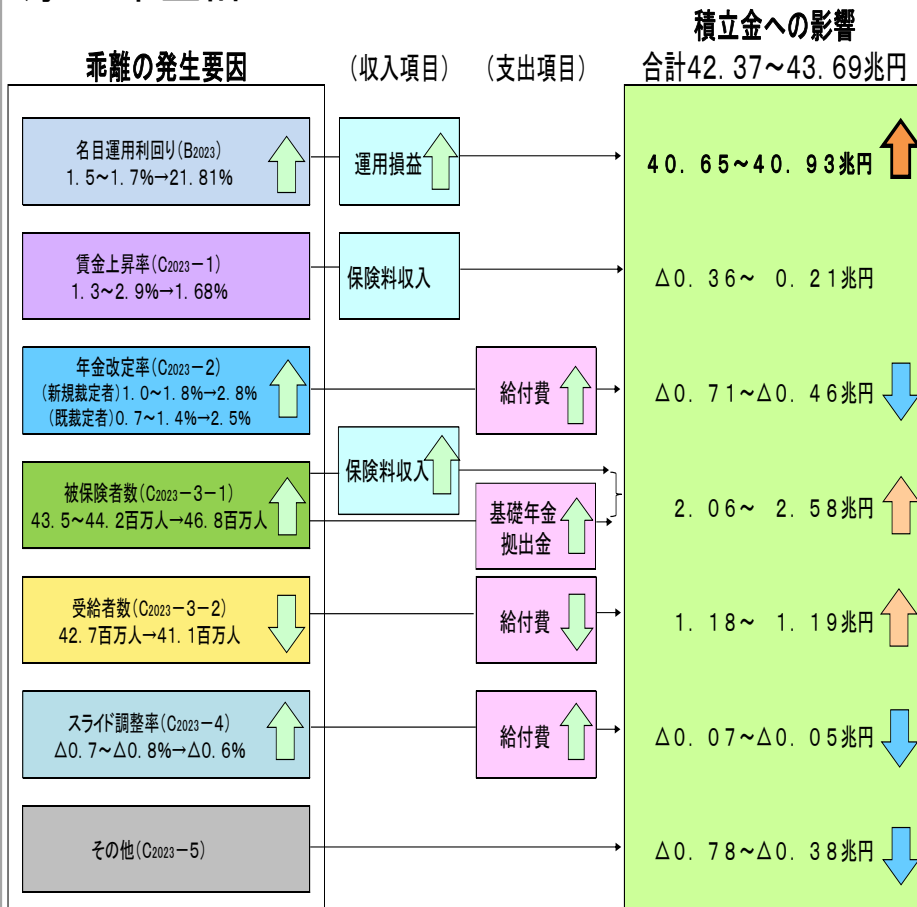 積立金への影響
乖離の発生要因 (収入項目) (支出項目) 合計42.37~43.69兆円
名目運用利回り(B2023)
1.5~1.7%→21.81%
運用損益
40.65~40.93兆円
賃金上昇率(C2023-1)
1.3~2.9%→1.68%
保険料収入
Δ0.36~ 0.21兆円
年金改定率(C2023-2)
(新規裁定者)1.0~1.8%→2.8%
(既裁定者)0.7~1.4%→2.5%
給付費
Δ0.71~Δ0.46兆円
保険料収入
被保険者数(C2023-3-1)
43.5~44.2百万人→46.8百万人
基礎年金
拠出金
2.06~ 2.58兆円
受給者数(C2023-3-2)
42.7百万人→41.1百万人
給付費
1.18~ 1.19兆円
スライド調整率(C2023-4)
Δ0.7~Δ0.8%→Δ0.6%
給付費
Δ0.07~Δ0.05兆円
その他(C2023-5)
Δ0.78~Δ0.38兆円